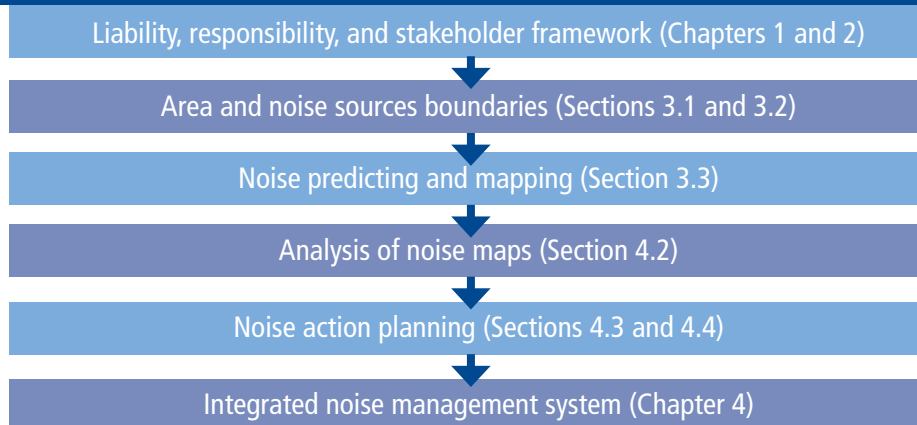 Liability, responsibility, and stakeholder framework (Chapters 1 and 2)
Area and noise sources boundaries (Sections 3.1 and 3.2)
Noise predicting and mapping (Section 3.3)
Analysis of noise maps (Section 4.2)
Noise action planning (Sections 4.3 and 4.4)
Integrated noise management system (Chapter 4)